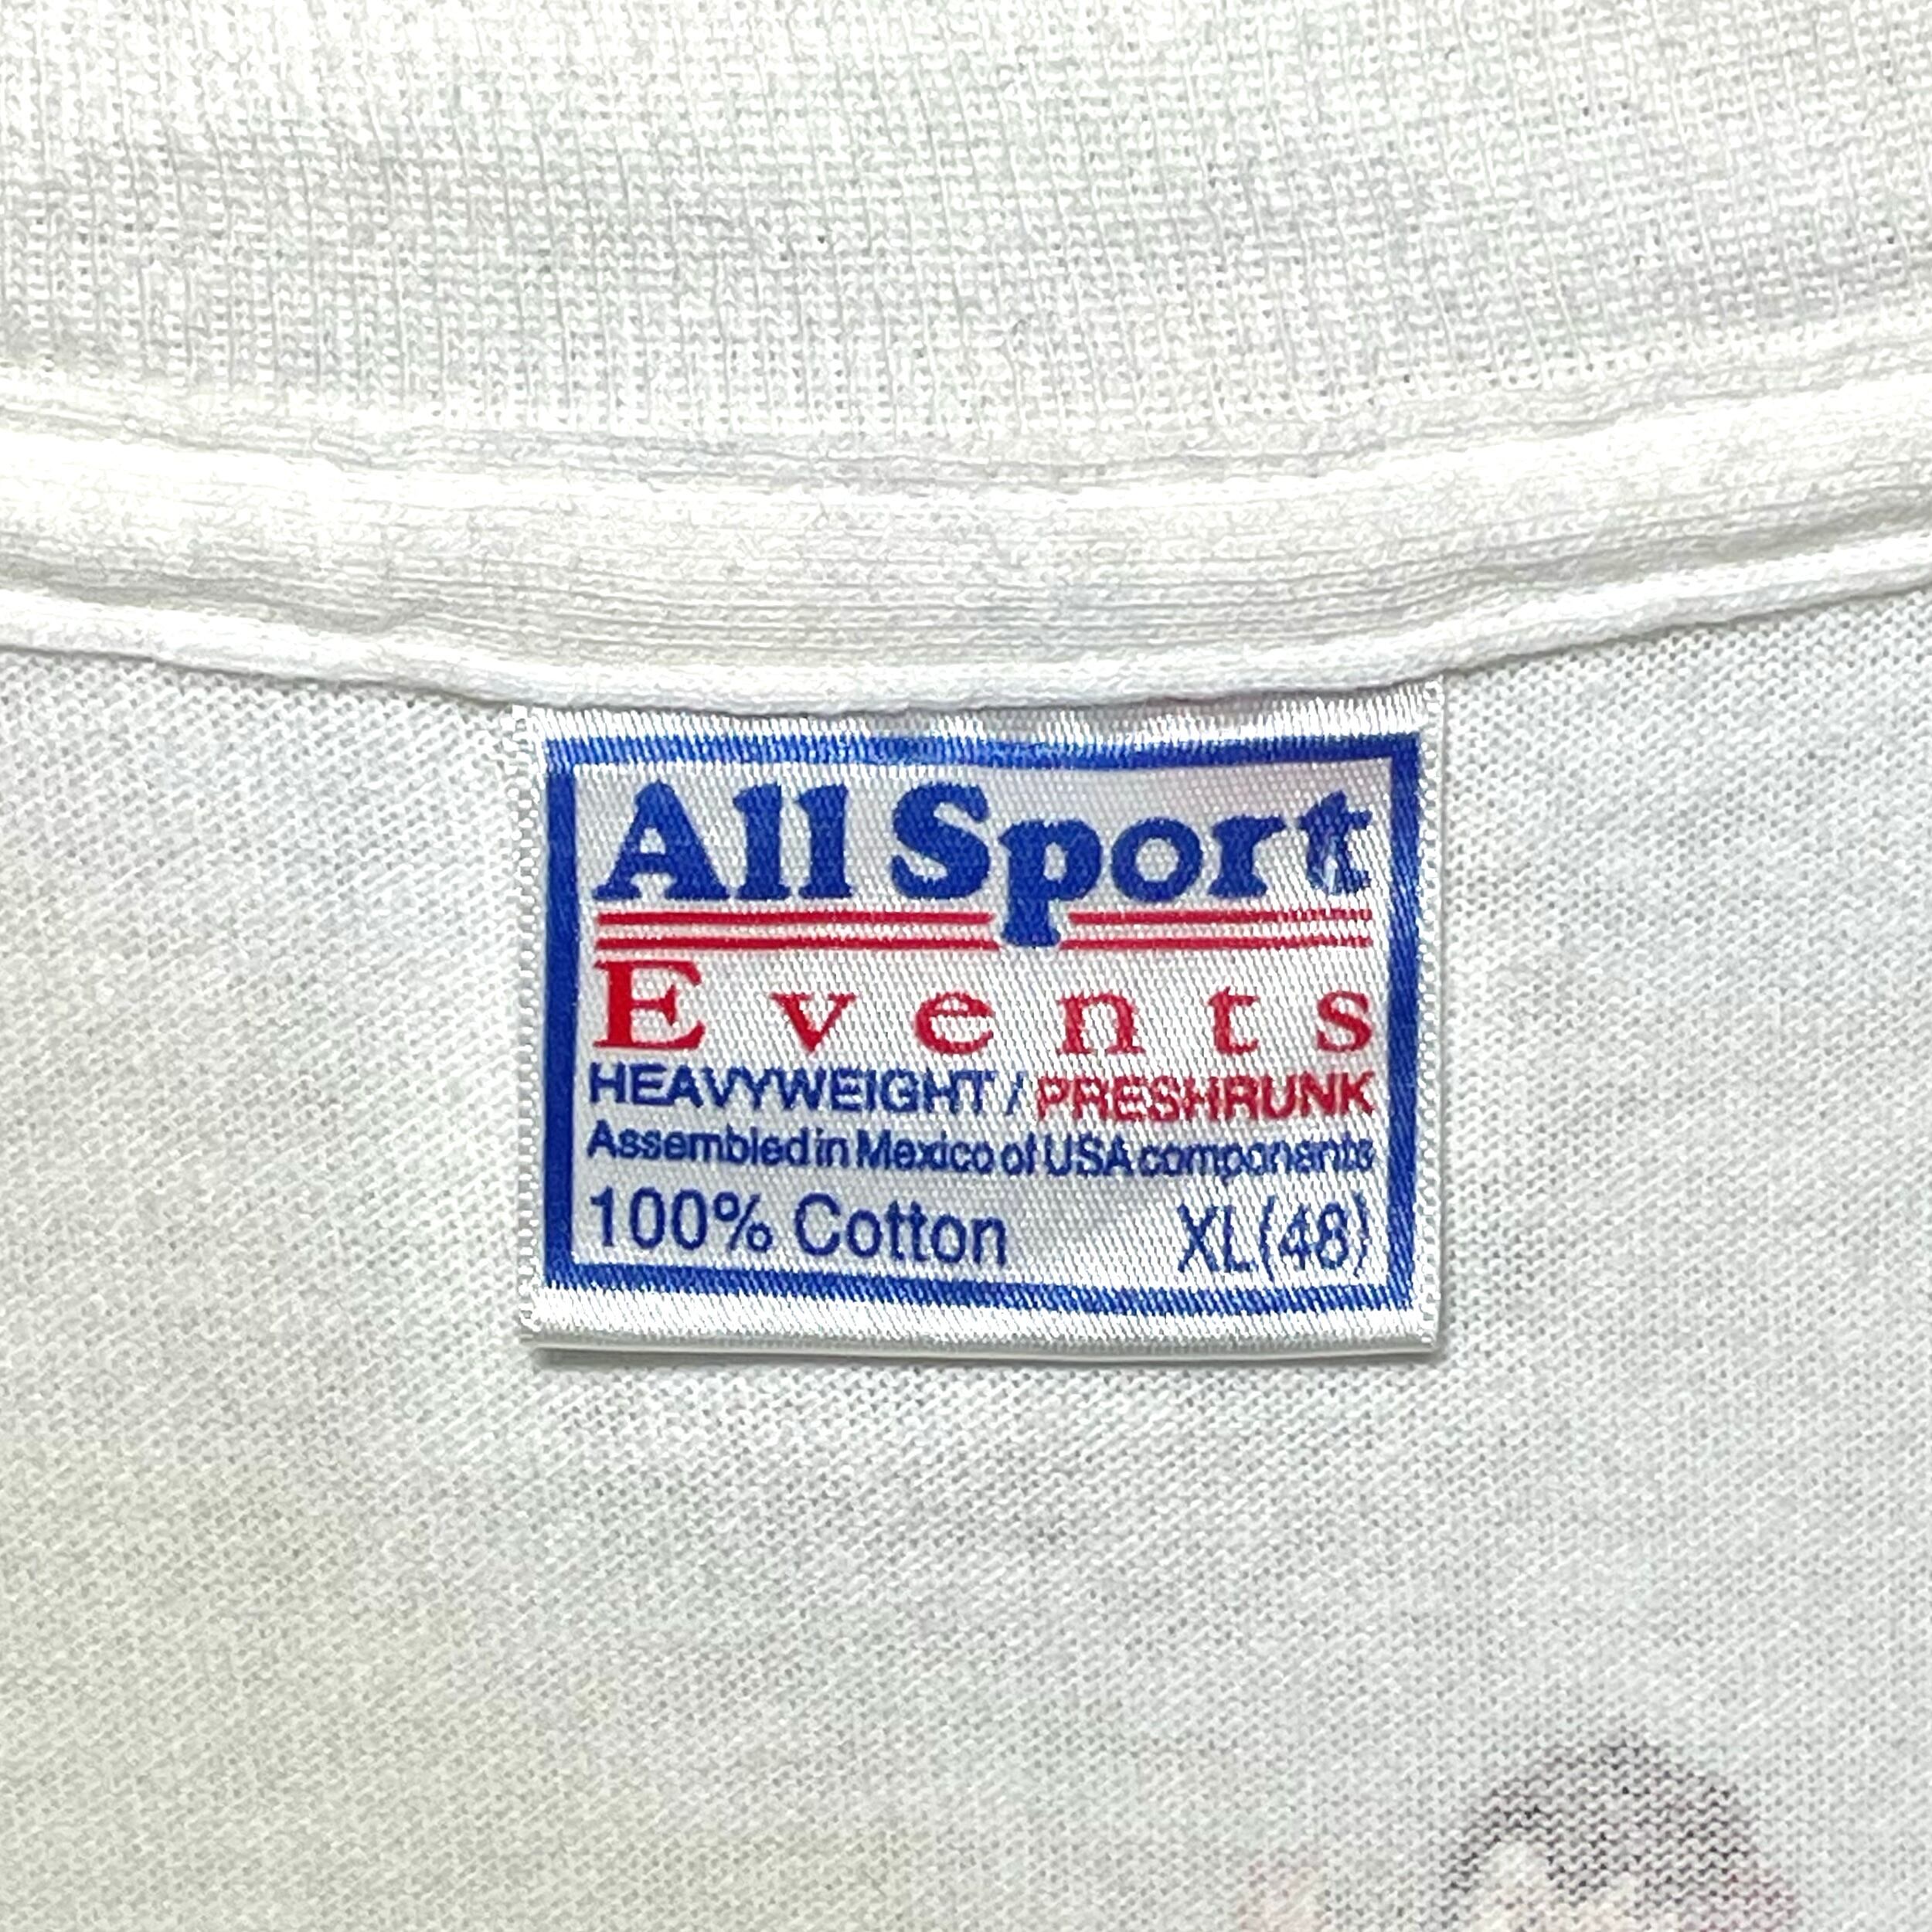 All Sport
Events
HEAVYWEIGHT / PRESHRUNK
Assembled in Mexico of USA components
100% Cotton XL(48)